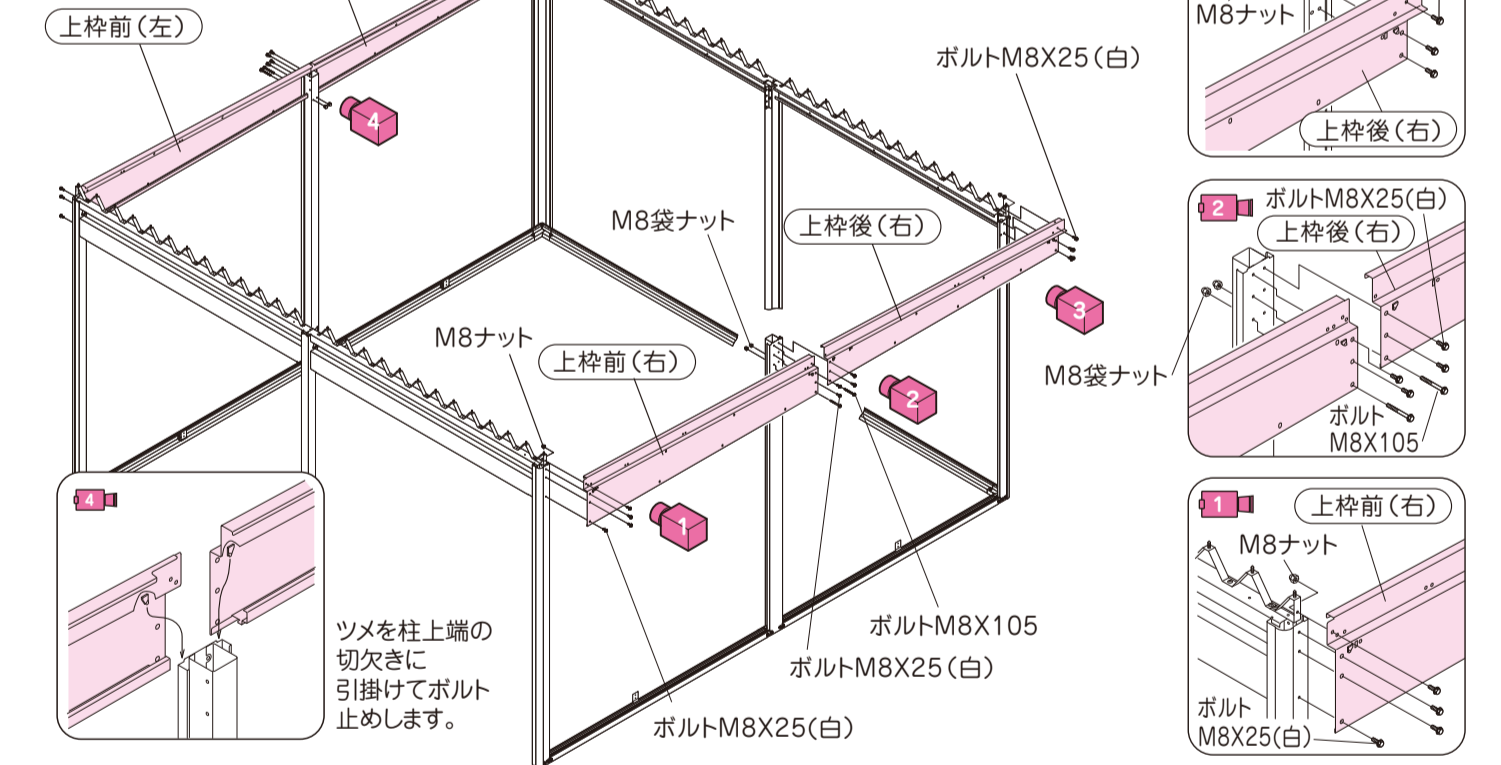 上枠前(左)
4
ボルトM8X25(白)
M8袋ナット
上枠後(右)
3
M8ナット
上枠前(右)
2
1
ボルトM8X105
ボルトM8X25(白)
ボルトM8X25(白)
4
ツメを柱上端の
切欠きに
引掛けてボルト
止めします。
M8ナット
上枠後(右)
2
ボルトM8X25(白)
上枠後(右)
M8袋ナット
ボルト
M8X105
1
上枠前(右)
M8ナット
ボルト
M8X25(白)